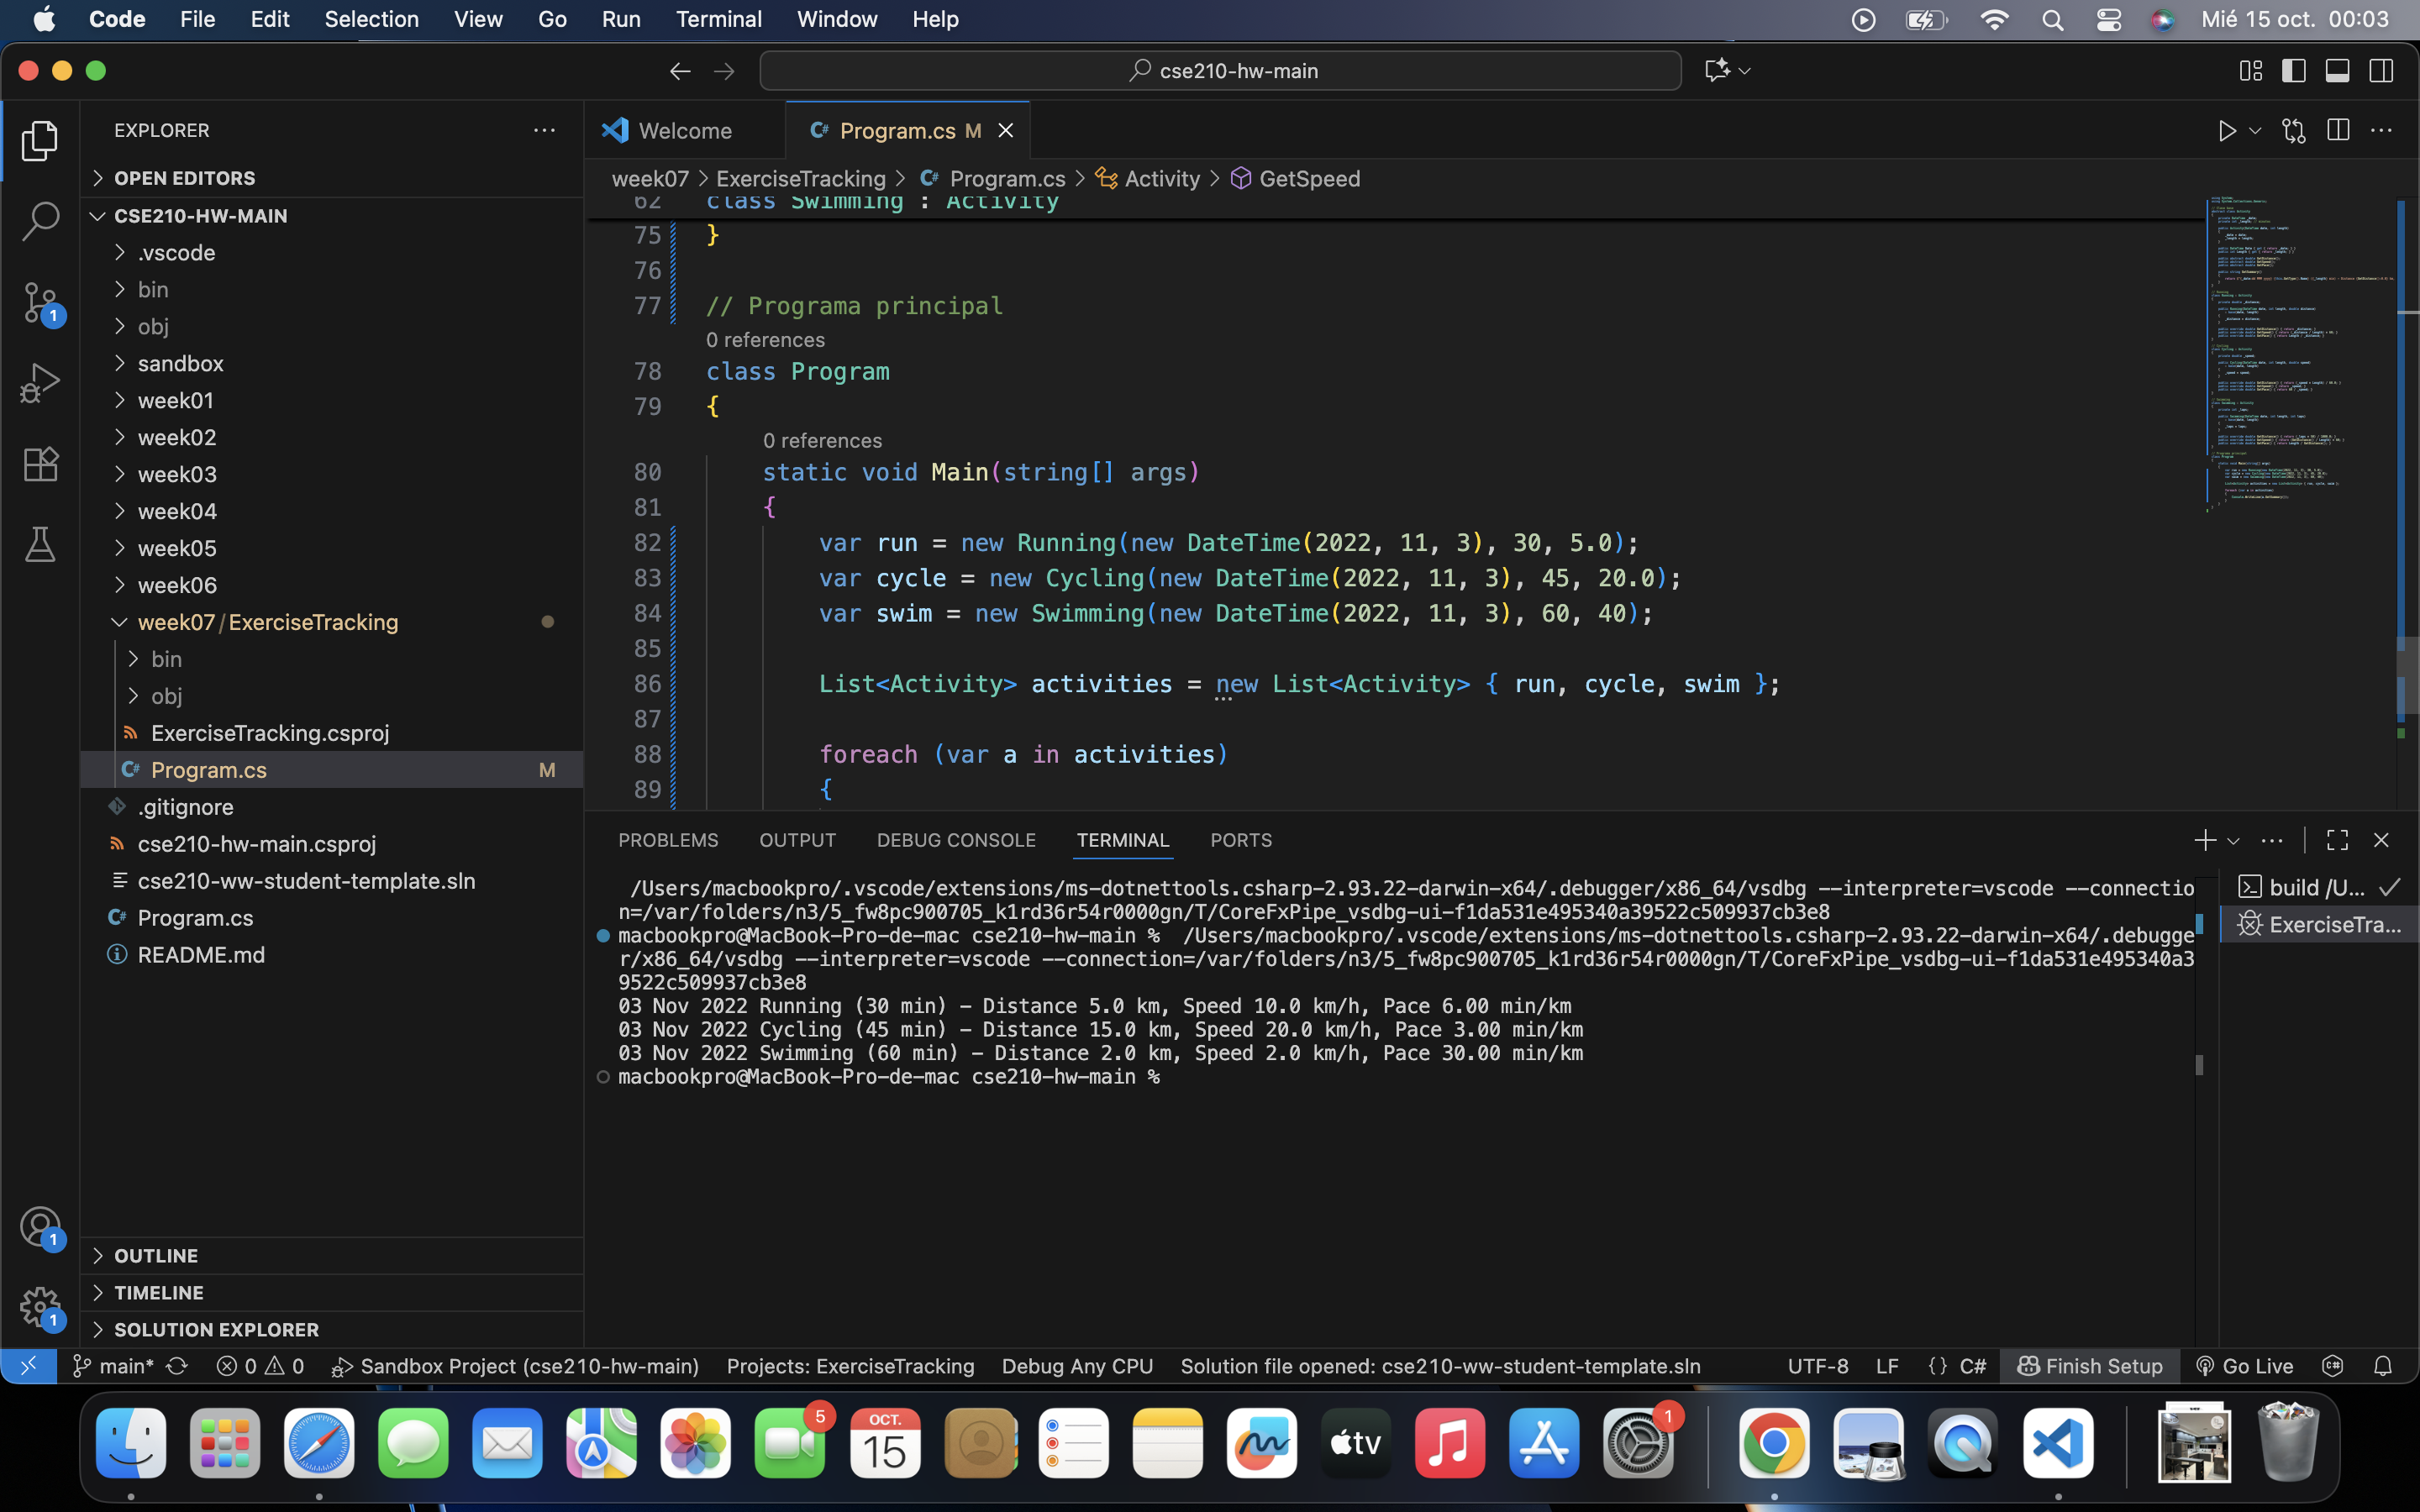 Code File Edit Selection View Go Run Terminal Window Help Mié 15 oct. 00:03
cse210-hw-main
EXPLORER
OPEN EDITORS
CSE210-HW-MAIN
.vscode
bin
obj
sandbox
week01
week02
week03
week04
week05
week06
week07/ExerciseTracking
bin
obj
ExerciseTracking.csproj
C# Program.cs M
.gitignore
cse210-hw-main.csproj
cse210-ww-student-template.sln
C# Program.cs
README.md
OUTLINE
TIMELINE
SOLUTION EXPLORER
1
1
1
Welcome C# Program.cs M
week07 > ExerciseTracking > C# Program.cs > Activity > GetSpeed
62 class Swimming : Activity
75 }
76
77 // Programa principal
0 references
78 class Program
79 {
0 references
80 static void Main(string[] args)
81 {
82 var run = new Running(new DateTime(2022, 11, 3), 30, 5.0);
83 var cycle = new Cycling(new DateTime(2022, 11, 3), 45, 20.0);
84 var swim = new Swimming(new DateTime(2022, 11, 3), 60, 40);
85
86 List<Activity> activities = new List<Activity> { run, cycle, swim };
87
88 foreach (var a in activities)
89 {
PROBLEMS OUTPUT DEBUG CONSOLE TERMINAL PORTS
/Users/macbookpro/.vscode/extensions/ms-dotnettools.csharp-2.93.22-darwin-x64/.debugger/x86_64/vsdbg --interpreter=vscode --connectio
n=/var/folders/n3/5_fw8pc900705_k1rd36r54r0000gn/T/CoreFxPipe_vsdbg-ui-f1da531e495340a39522c509937cb3e8
macbookpro@MacBook-Pro-de-mac cse210-hw-main % /Users/macbookpro/.vscode/extensions/ms-dotnettools.csharp-2.93.22-darwin-x64/.debugge
r/x86_64/vsdbg --interpreter=vscode --connection=/var/folders/n3/5_fw8pc900705_k1rd36r54r0000gn/T/CoreFxPipe_vsdbg-ui-f1da531e495340a3
9522c509937cb3e8
03 Nov 2022 Running (30 min) - Distance 5.0 km, Speed 10.0 km/h, Pace 6.00 min/km
03 Nov 2022 Cycling (45 min) - Distance 15.0 km, Speed 20.0 km/h, Pace 3.00 min/km
03 Nov 2022 Swimming (60 min) - Distance 2.0 km, Speed 2.0 km/h, Pace 30.00 min/km
macbookpro@MacBook-Pro-de-mac cse210-hw-main %
build /U...
ExerciseTra...
main* 0 0 Sandbox Project (cse210-hw-main) Projects: ExerciseTracking Debug Any CPU Solution file opened: cse210-ww-student-template.sln UTF-8 LF {} C# Finish Setup Go Live
5
OCT.
15
tv
1